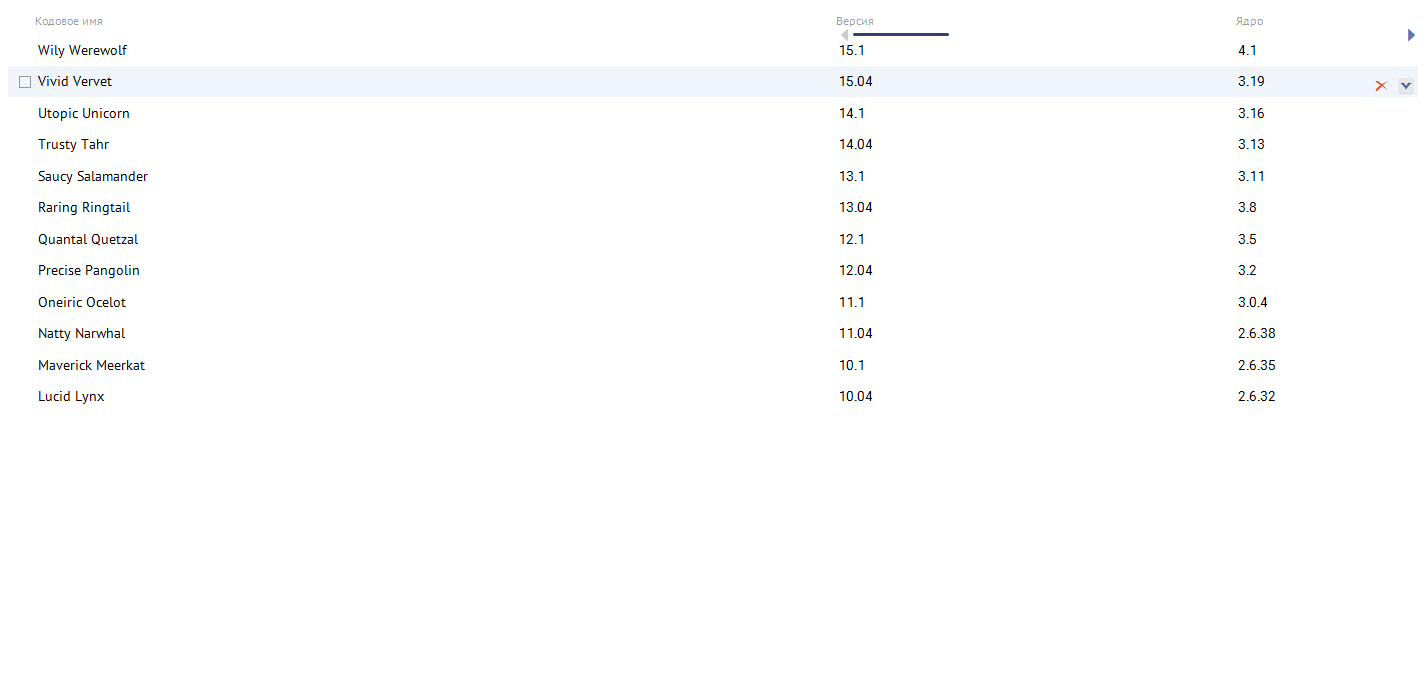 Кодовое имя Версия Ядро
Wily Werewolf 15.1 4.1
Vivid Vervet 15.04 3.19
Utopic Unicorn 14.1 3.16
Trusty Tahr 14.04 3.13
Saucy Salamander 13.1 3.11
Raring Ringtail 13.04 3.8
Quantal Quetzal 12.1 3.5
Precise Pangolin 12.04 3.2
Oneiric Ocelot 11.1 3.0.4
Natty Narwhal 11.04 2.6.38
Maverick Meerkat 10.1 2.6.35
Lucid Lynx 10.04 2.6.32